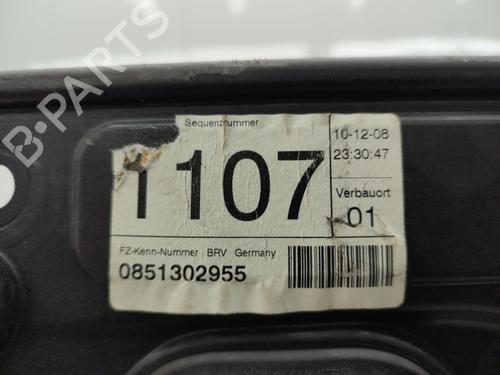 Sequenznummer
1107
10-12-08
23:30:47
Verbauort
01
FZ-Kenn-Nummer BRV Germany
0851302955
B-PARTS